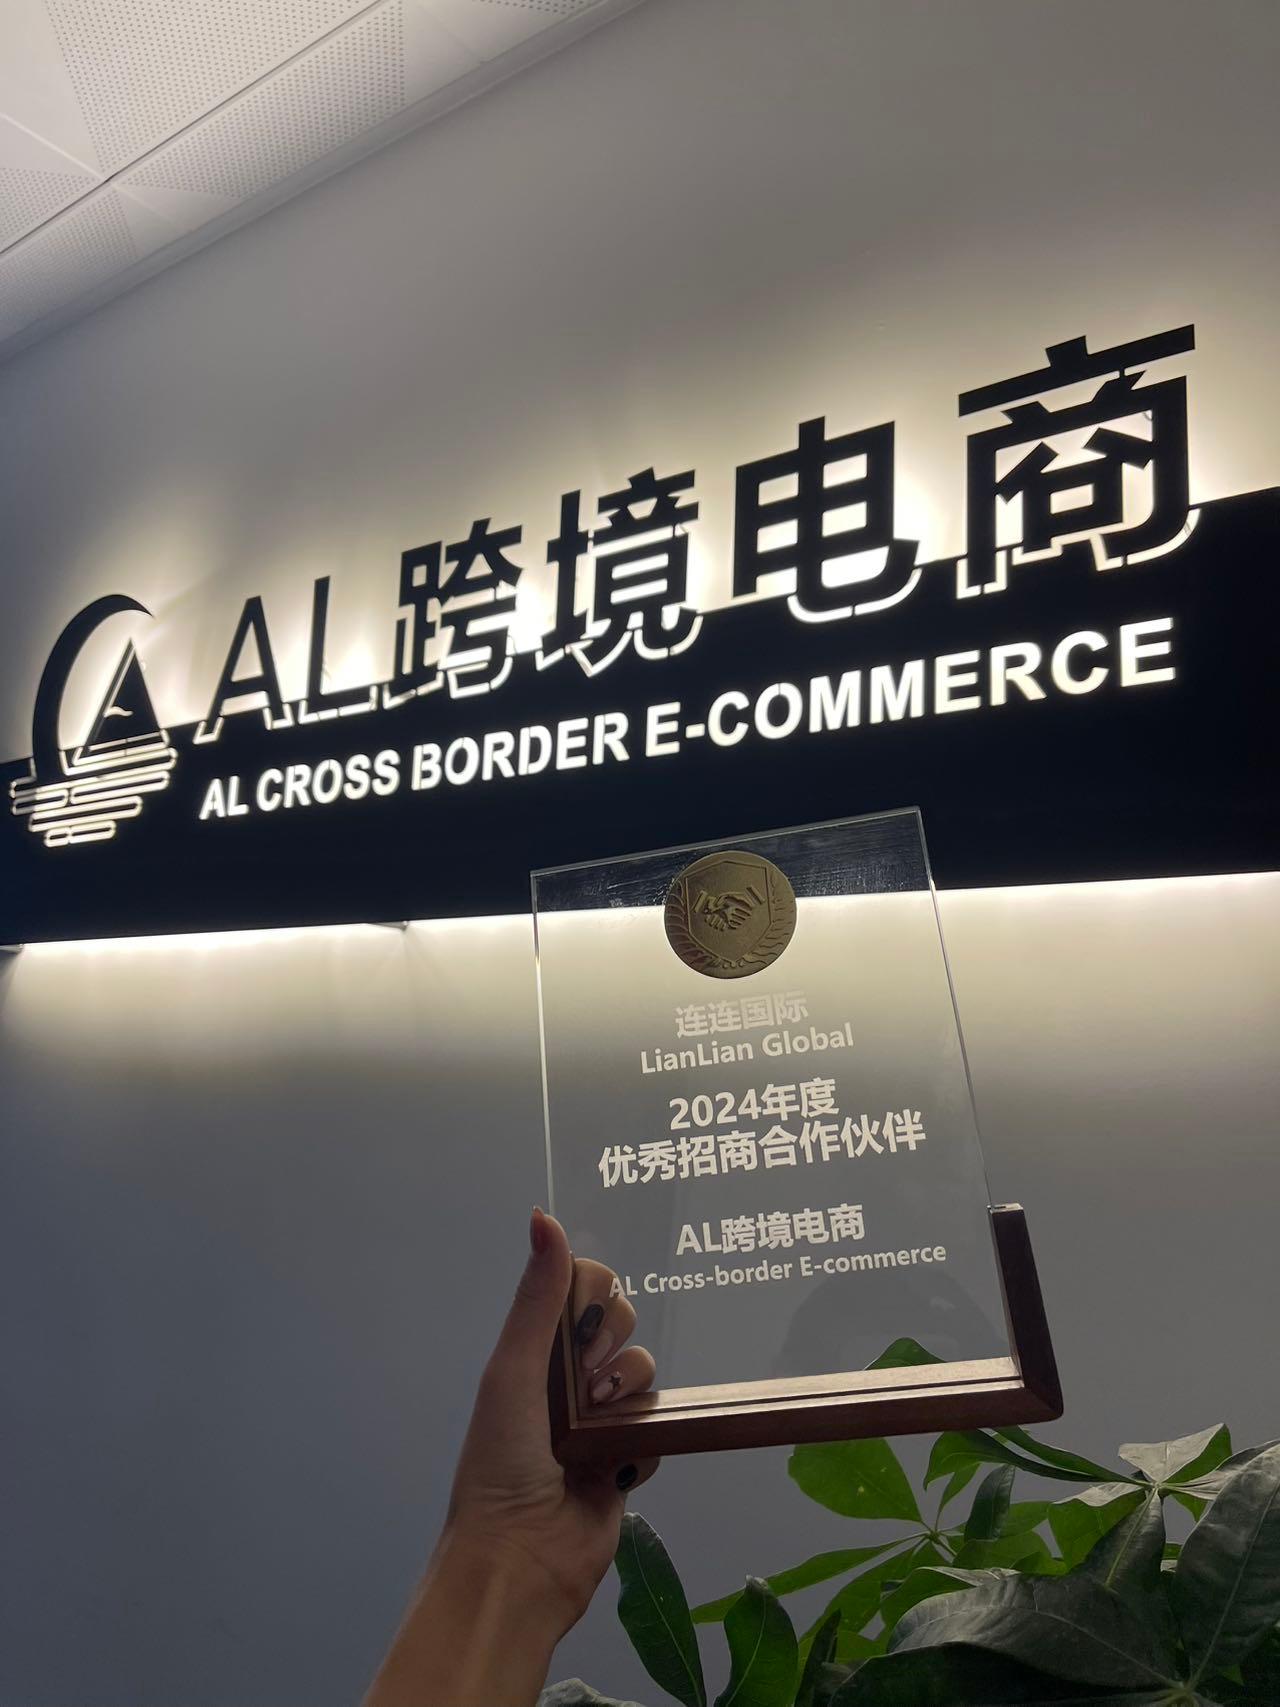 AL跨境电商
AL CROSS BORDER E-COMMERCE
连连国际
LianLian Global
2024年度
优秀招商合作伙伴
AL跨境电商
AL Cross-border E-commerce